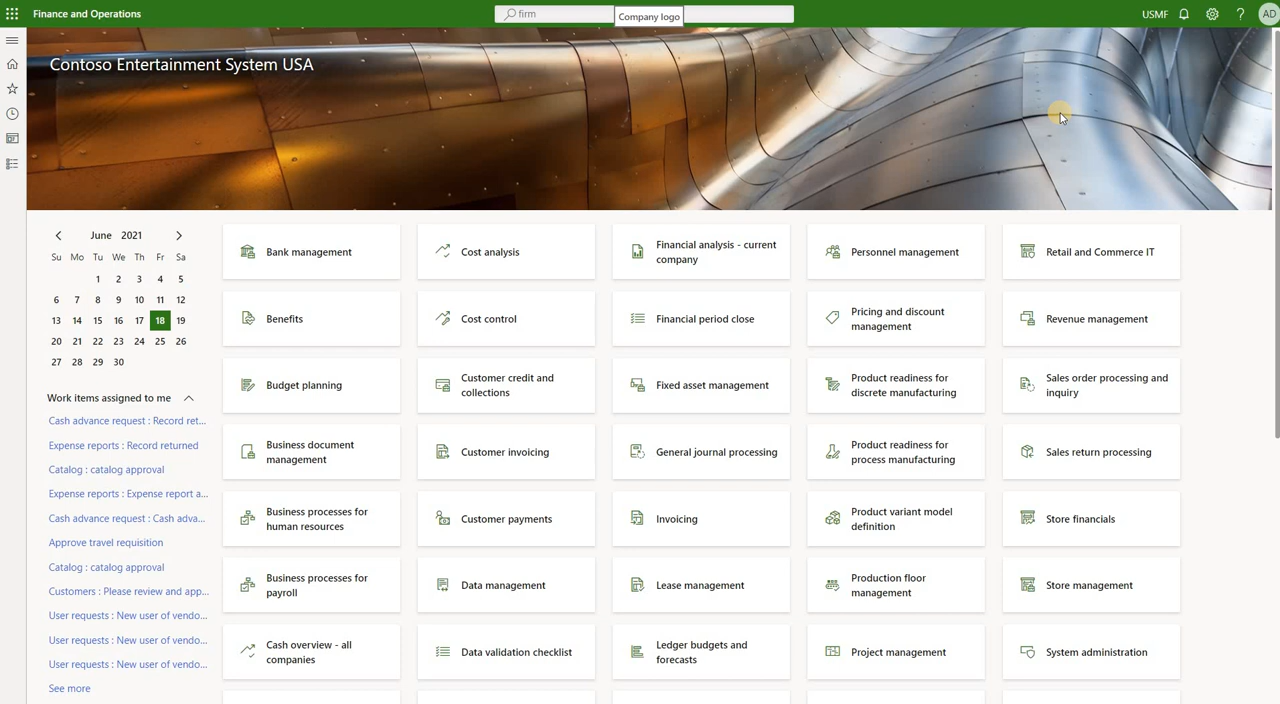 Finance and Operations
firm
Company logo
USMF
?
AD
Contoso Entertainment System USA
June 2021
Su Mo Tu We Th Fr Sa
1 2 3 4 5
6 7 8 9 10 11 12
13 14 15 16 17 18 19
20 21 22 23 24 25 26
27 28 29 30
Work items assigned to me
Cash advance request : Record ret...
Expense reports : Record returned
Catalog : catalog approval
Expense reports : Expense report a...
Cash advance request : Cash adva...
Approve travel requisition
Catalog : catalog approval
Customers : Please review and app...
User requests : New user of vendo...
User requests : New user of vendo...
User requests : New user of vendo...
See more
Bank management
Cost analysis
Financial analysis - current
company
Personnel management
Retail and Commerce IT
Benefits
Cost control
Financial period close
Pricing and discount
management
Revenue management
Budget planning
Customer credit and
collections
Fixed asset management
Product readiness for
discrete manufacturing
Sales order processing and
inquiry
Business document
management
Customer invoicing
General journal processing
Product readiness for
process manufacturing
Sales return processing
Business processes for
human resources
Customer payments
Invoicing
Product variant model
definition
Store financials
Business processes for
payroll
Data management
Lease management
Production floor
management
Store management
Cash overview - all
companies
Data validation checklist
Ledger budgets and
forecasts
Project management
System administration